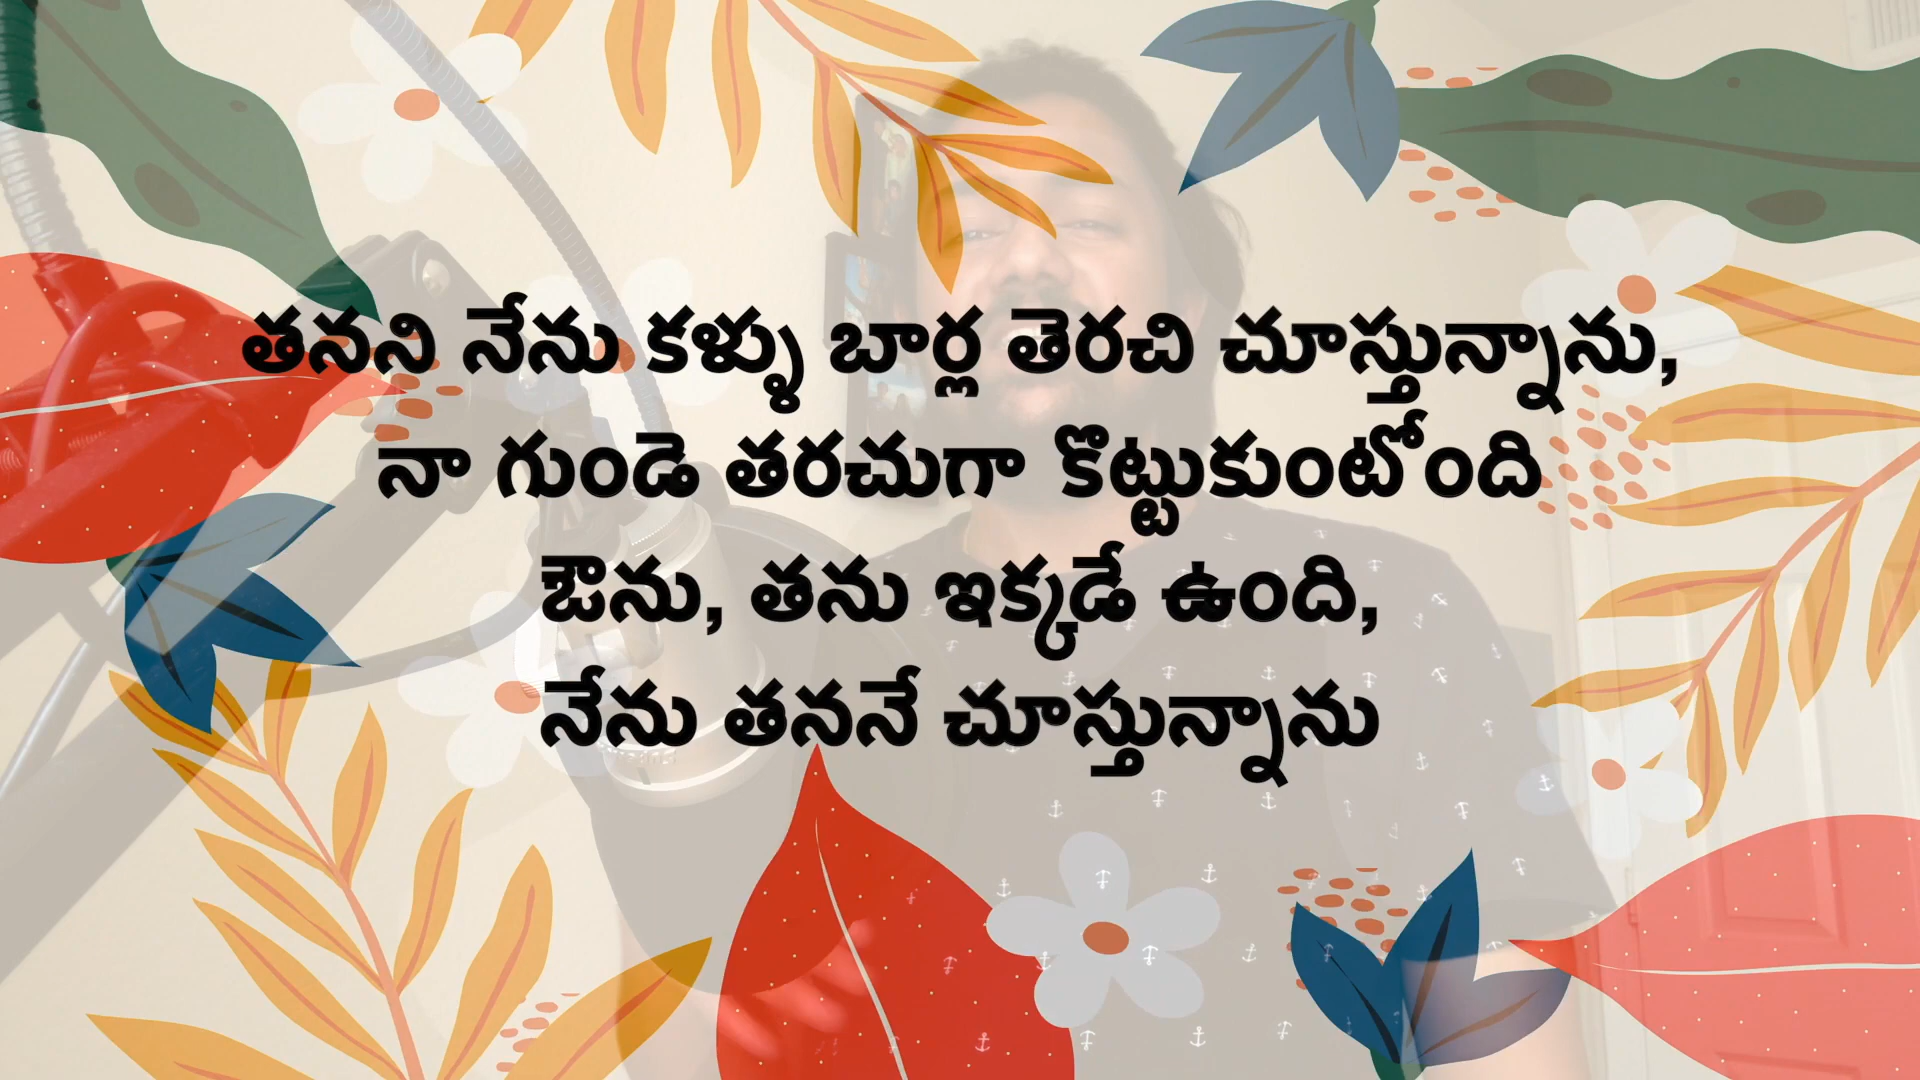 తనని నేను కళ్ళు బార్ల తెరచి చూస్తున్నాను,
నా గుండె తరచుగా కొట్టుకుంటోంది
ఔను, తను ఇక్కడే ఉంది,
నేను తననే చూస్తున్నాను